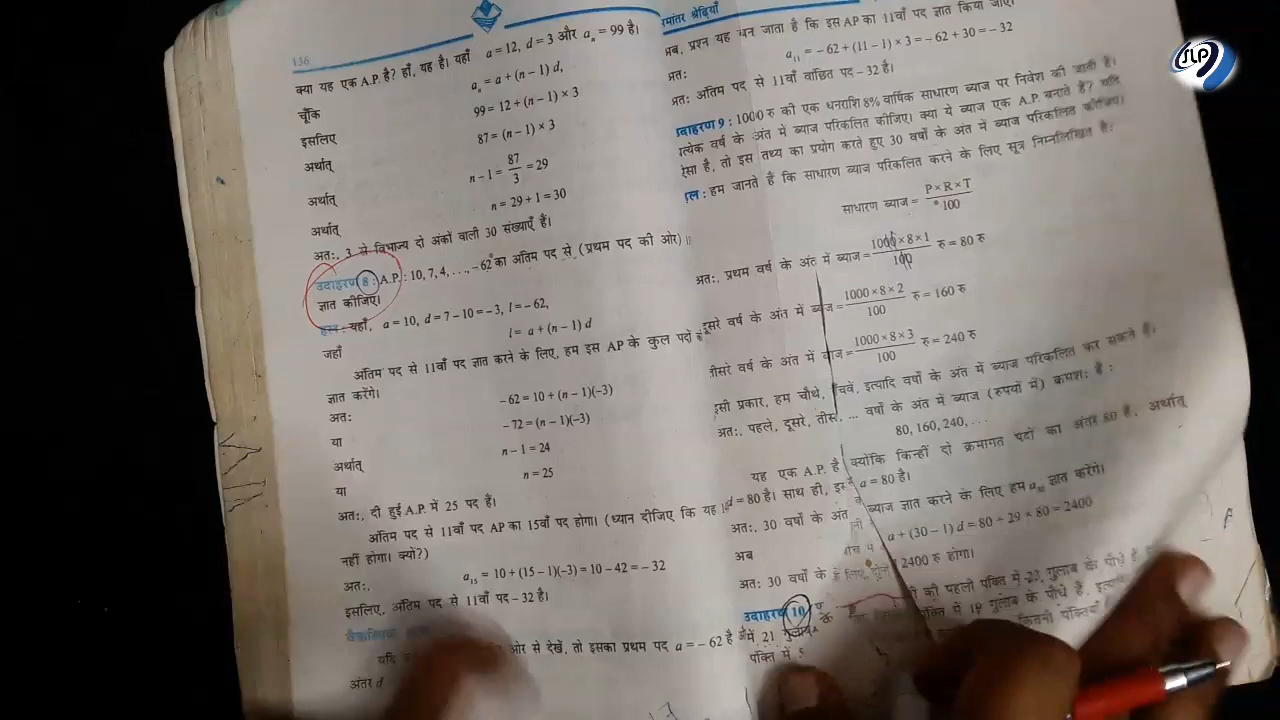 136
क्या यह एक A.P. है? हाँ, यह है। यहाँ a = 12, d = 3 और aₙ = 99 है।
चूँकि aₙ = a + (n – 1) d,
इसलिए 99 = 12 + (n – 1) × 3
अर्थात् 87 = (n – 1) × 3
अर्थात् n – 1 = 87/3 = 29
अर्थात् n = 29 + 1 = 30
अतः, 3 से विभाज्य दो अंकों वाली 30 संख्याएँ हैं।
उदाहरण 8 : A.P. : 10, 7, 4, . . ., – 62 का अंतिम पद से (प्रथम पद की ओर)
ज्ञात कीजिए।
हल : यहाँ, a = 10, d = 7 – 10 = – 3, l = – 62,
जहाँ l = a + (n – 1) d
अंतिम पद से 11वाँ पद ज्ञात करने के लिए, हम इस AP के कुल पदों
ज्ञात करेंगे।
अतः – 62 = 10 + (n – 1)(–3)
या – 72 = (n – 1)(–3)
अर्थात् n – 1 = 24
या n = 25
अतः, दी हुई A.P. में 25 पद हैं।
अंतिम पद से 11वाँ पद AP का 15वाँ पद होगा। (ध्यान दीजिए कि यह
नहीं होगा। क्यों?)
अतः, a₁₅ = 10 + (15 – 1)(–3) = 10 – 42 = – 32
इसलिए, अंतिम पद से 11वाँ पद – 32 है।
ओर से देखें, तो इसका प्रथम पद a = – 62 है
अंतर d
समांतर श्रेढ़ियाँ
अब, प्रश्न यह बन जाता है कि इस AP का 11वाँ पद ज्ञात किया जाए।
a₁₁ = – 62 + (11 – 1) × 3 = – 62 + 30 = – 32
अतः
अतः अंतिम पद से 11वाँ वांछित पद – 32 है।
उदाहरण 9 : 1000 रु की एक धनराशि 8% वार्षिक साधारण ब्याज पर निवेश की जाती है।
प्रत्येक वर्ष के अंत में ब्याज परिकलित कीजिए। क्या ये ब्याज एक A.P. बनाते हैं? यदि
ऐसा है, तो इस तथ्य का प्रयोग करते हुए 30 वर्षों के अंत में ब्याज परिकलित कीजिए।
हल : हम जानते हैं कि साधारण ब्याज परिकलित करने के लिए सूत्र निम्नलिखित है:
साधारण ब्याज = P × R × T / 100
अतः, प्रथम वर्ष के अंत में ब्याज = 1000 × 8 × 1 / 100 रु = 80 रु
दूसरे वर्ष के अंत में ब्याज = 1000 × 8 × 2 / 100 रु = 160 रु
तीसरे वर्ष के अंत में ब्याज = 1000 × 8 × 3 / 100 रु = 240 रु
इसी प्रकार, हम चौथे, पाँचवें, इत्यादि वर्षों के अंत में ब्याज परिकलित कर सकते हैं।
अतः, पहले, दूसरे, तीसरे, ... वर्षों के अंत में ब्याज (रुपयों में) क्रमशः हैं :
80, 160, 240, . . .
यह एक A.P. है क्योंकि किन्हीं दो क्रमागत पदों का अंतर 80 है, अर्थात्
d = 80 है। साथ ही, इसमें a = 80 है।
अतः, 30 वर्षों के अंत में ब्याज ज्ञात करने के लिए हम a₃₀ ज्ञात करेंगे।
अब a + (30 – 1) d = 80 + 29 × 80 = 2400
अतः 30 वर्षों के 2400 रु होगा।
उदाहरण 10 की पहली पंक्ति में 23 गुलाब के पौधे हैं
में 21 गुलाब के पंक्ति में 19 गुलाब के पौधे हैं,
पंक्ति में 5 कितनी पंक्तियाँ
SLP